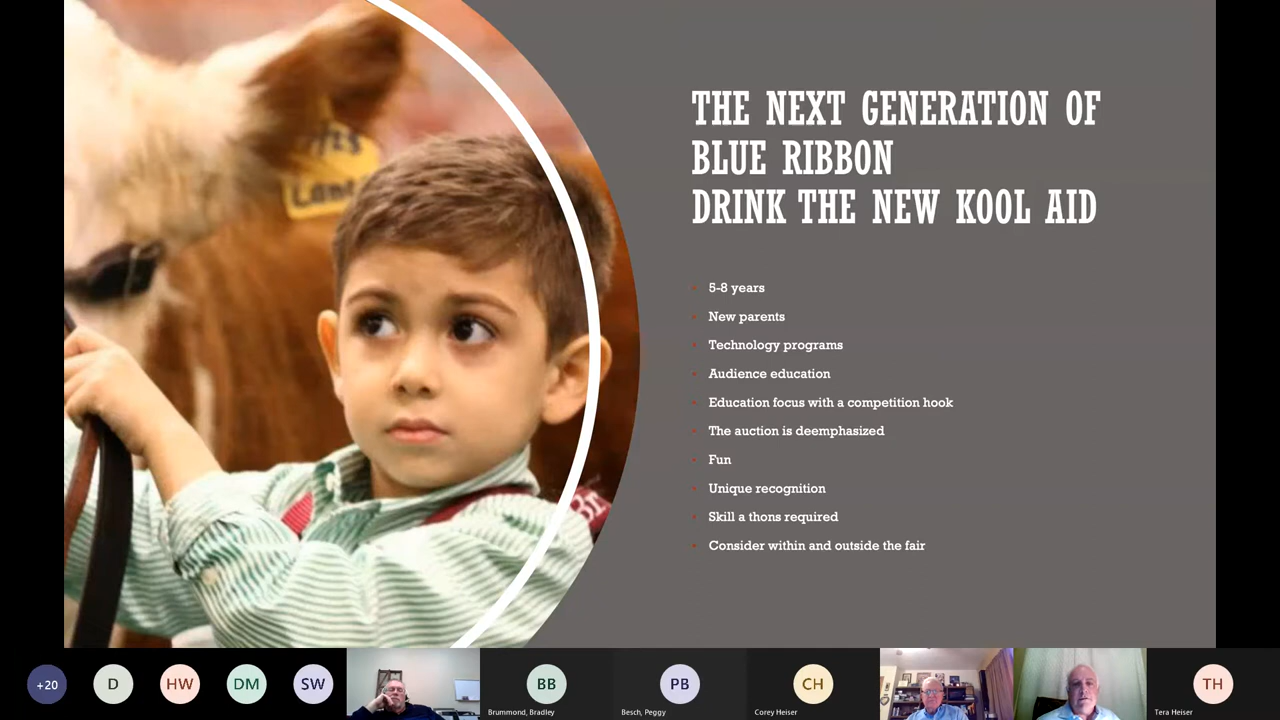 THE NEXT GENERATION OF
BLUE RIBBON
DRINK THE NEW KOOL AID
5-8 years
New parents
Technology programs
Audience education
Education focus with a competition hook
The auction is deemphasized
Fun
Unique recognition
Skill a thons required
Consider within and outside the fair
+20
D
HW
DM
SW
BB
Brummond, Bradley
PB
Besch, Peggy
CH
Corey Heiser
TH
Tera Heiser